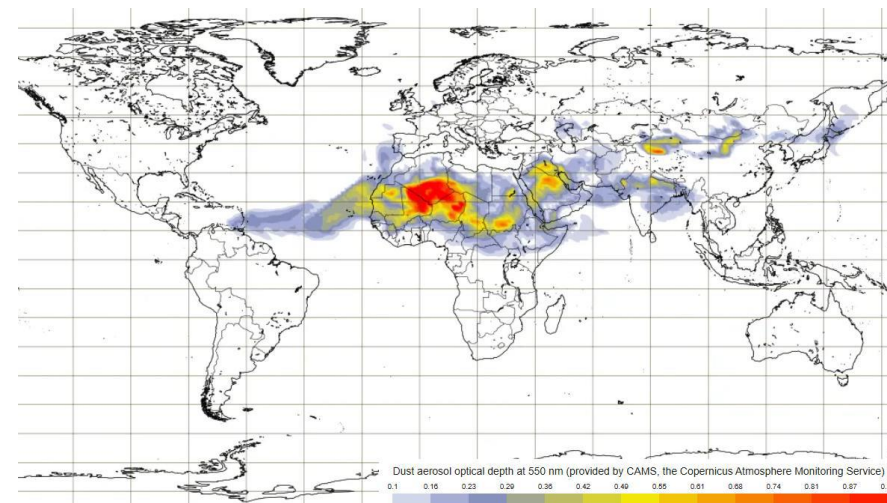 Dust aerosol optical depth at 550 nm (provided by CAMS, the Copernicus Atmosphere Monitoring Service)
0.1 0.16 0.23 0.29 0.36 0.42 0.49 0.55 0.61 0.68 0.74 0.81 0.87